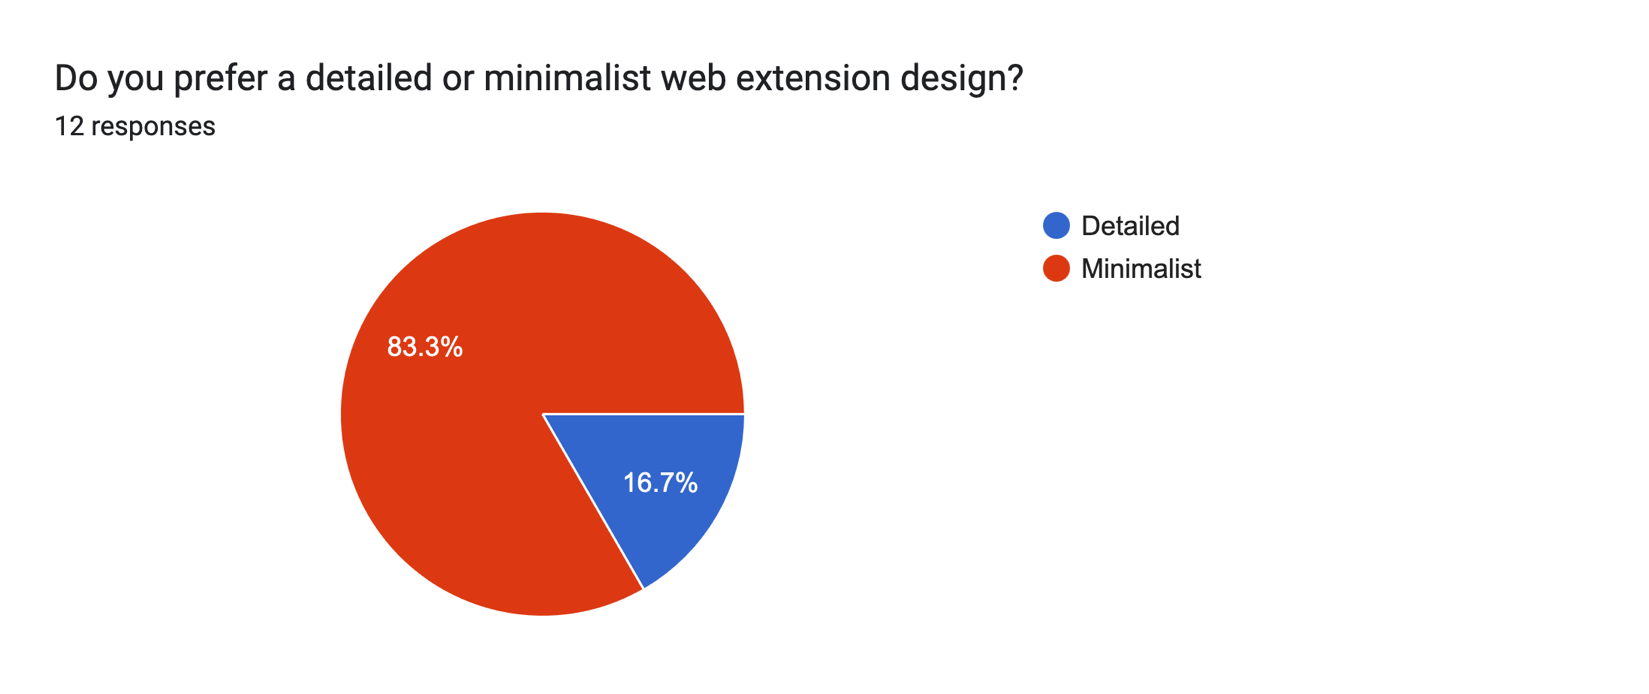 Do you prefer a detailed or minimalist web extension design?
12 responses
Detailed
Minimalist
83.3%
16.7%